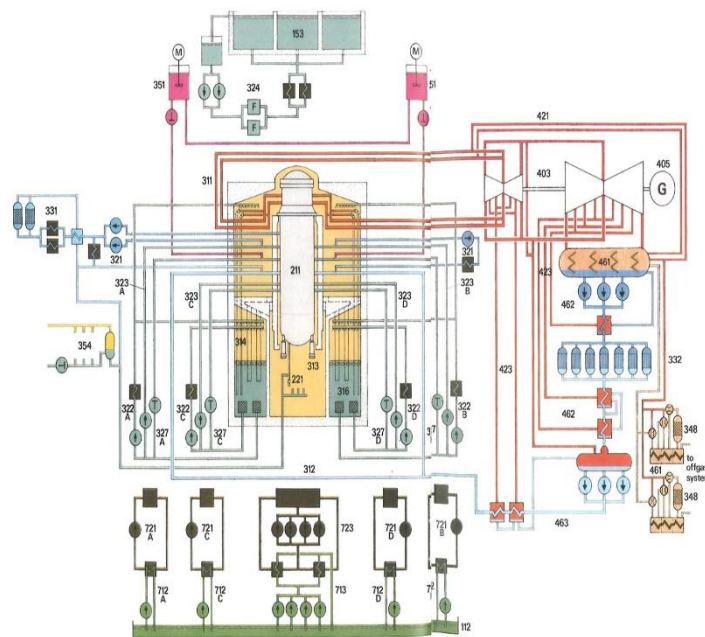 M
153
M
351
324
F
F
51
421
311
403
405
G
331
321
211
321
323
A
323
B
423
461
323
C
323
D
462
332
354
314
313
221
316
423
322
A
327
A
322
C
327
C
327
D
322
D
322
B
462
348
to
offgas
system
461
348
312
463
721
A
721
C
723
721
D
721
B
712
A
712
C
713
712
D
112